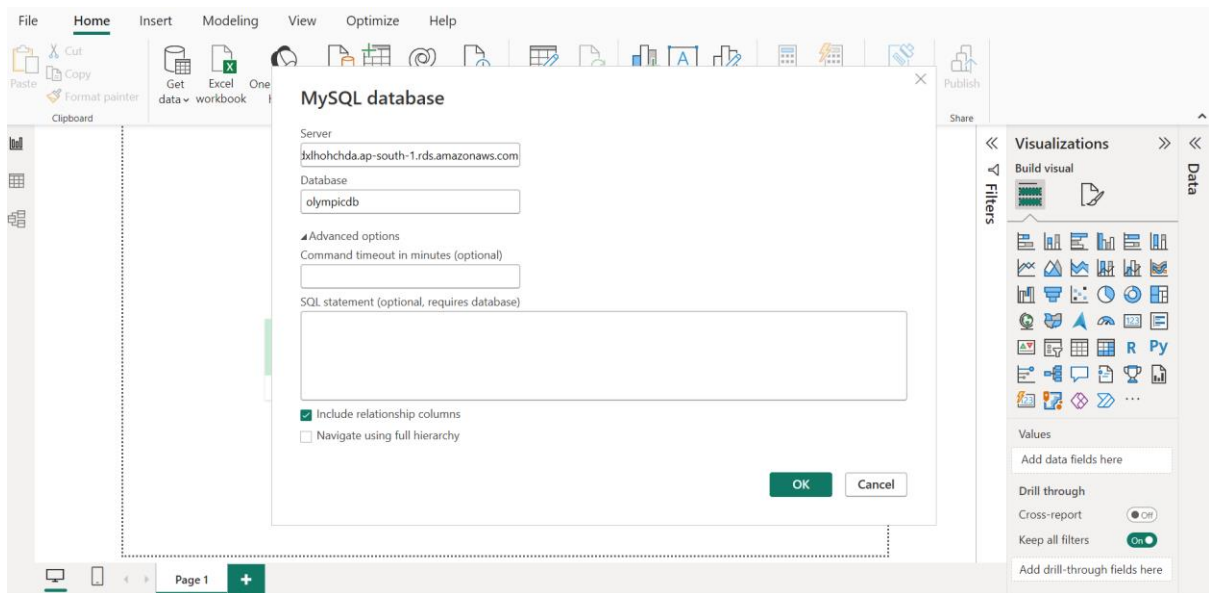 File Home Insert Modeling View Optimize Help
Paste
Cut
Copy
Format painter
Clipboard
Get data
Excel workbook
One
Publish
Share
MySQL database
Server
dxlhohchda.ap-south-1.rds.amazonaws.com
Database
olympicdb
Advanced options
Command timeout in minutes (optional)
SQL statement (optional, requires database)
Include relationship columns
Navigate using full hierarchy
OK Cancel
Filters
Visualizations
Build visual
123
R Py
123
Values
Add data fields here
Drill through
Cross-report Off
Keep all filters On
Add drill-through fields here
Data
Page 1